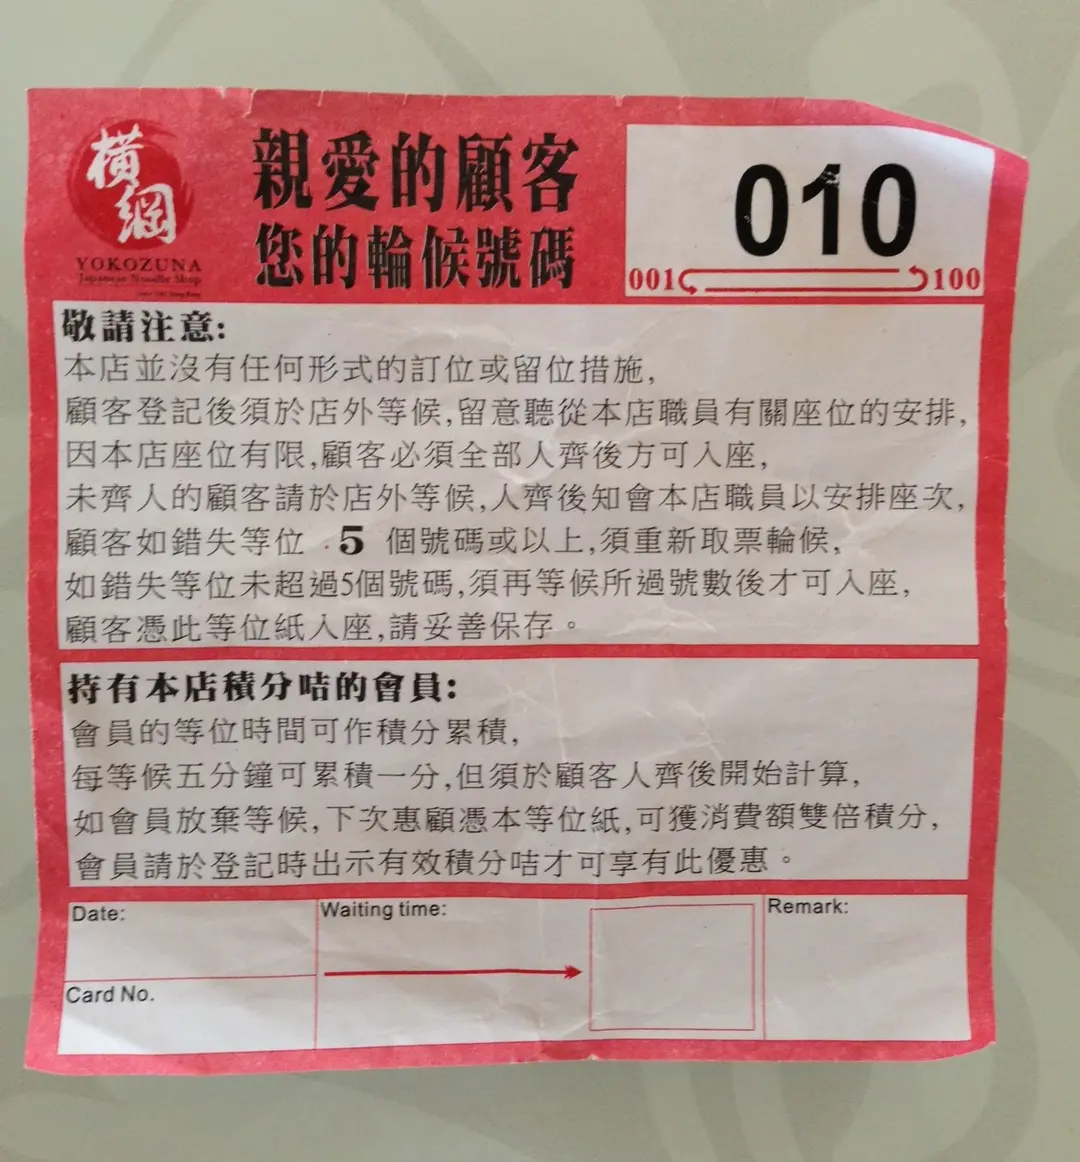 橫綱
YOKOZUNA
Japanese Noodle Shop
親愛的顧客
您的輪候號碼
010
001 100
敬請注意:
本店並沒有任何形式的訂位或留位措施,
顧客登記後須於店外等候,留意聽從本店職員有關座位的安排,
因本店座位有限,顧客必須全部人齊後方可入座,
未齊人的顧客請於店外等候,人齊後知會本店職員以安排座次,
顧客如錯失等位 5 個號碼或以上,須重新取票輪候,
如錯失等位未超過5個號碼,須再等候所過號數後才可入座,
顧客憑此等位紙入座,請妥善保存。
持有本店積分咭的會員:
會員的等位時間可作積分累積,
每等候五分鐘可累積一分,但須於顧客人齊後開始計算,
如會員放棄等候,下次惠顧憑本等位紙,可獲消費額雙倍積分,
會員請於登記時出示有效積分咭才可享有此優惠。
Date:
Waiting time:
Remark:
Card No.